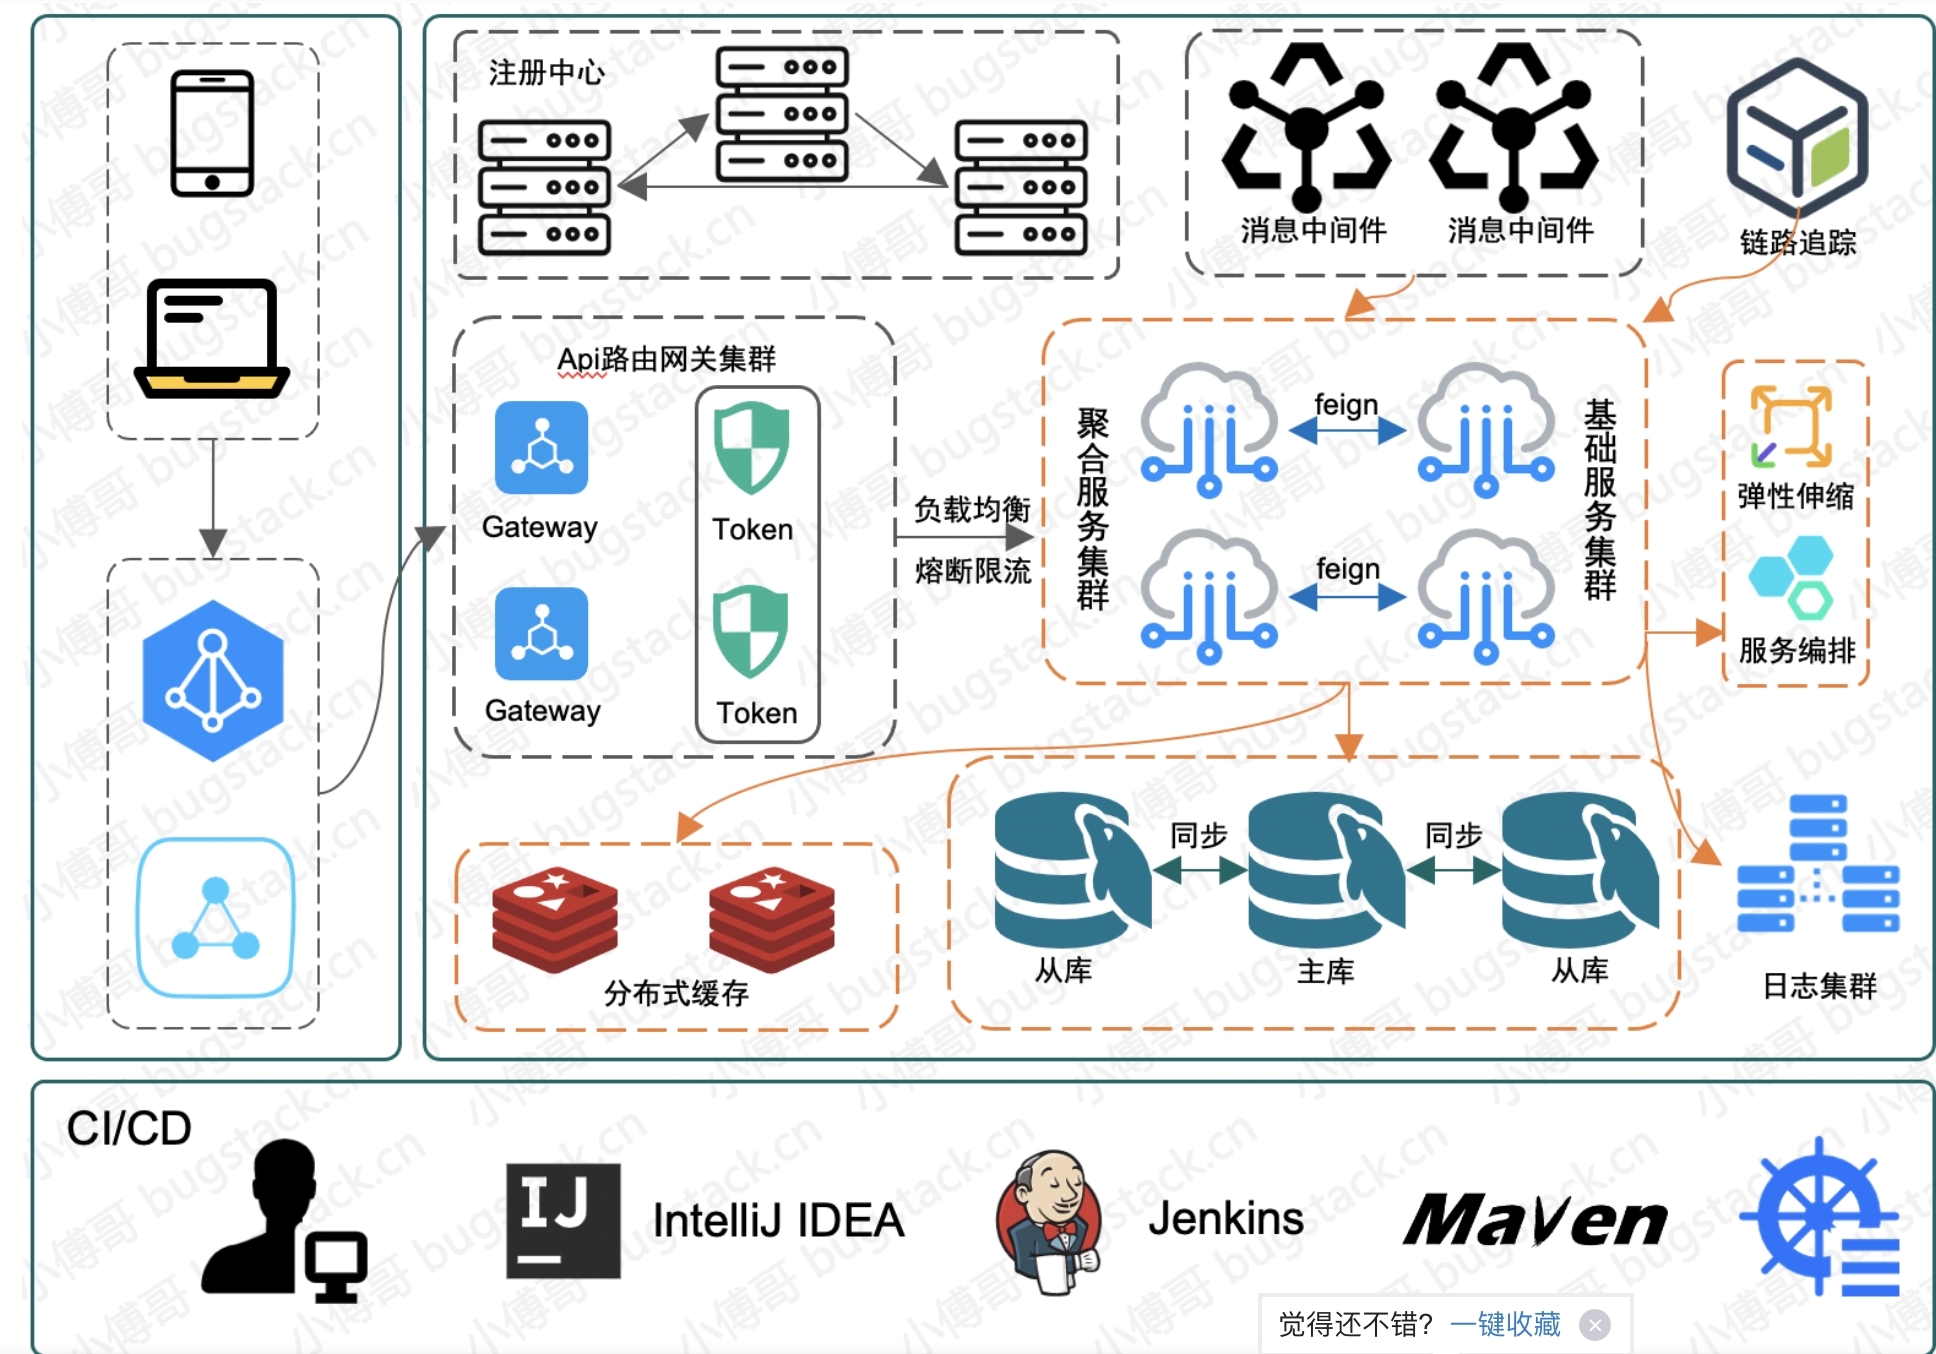 注册中心
消息中间件
消息中间件
链路追踪
Api路由网关集群
Gateway
Token
Gateway
Token
负载均衡
熔断限流
聚合服务集群
feign
feign
基础服务集群
弹性伸缩
服务编排
分布式缓存
同步
同步
从库
主库
从库
日志集群
CI/CD
IJ
IntelliJ IDEA
Jenkins
Maven
觉得还不错? 一键收藏
小傅哥 bugstack.cn